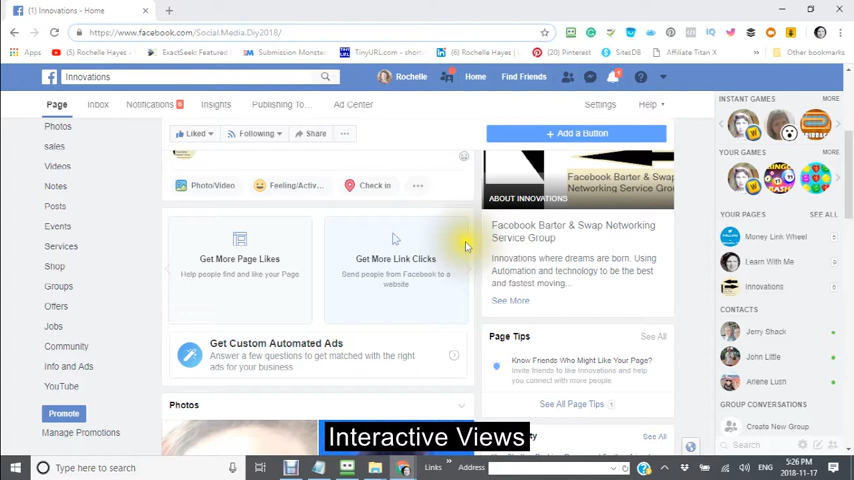 (1) Innovations - Home
https://www.facebook.com/Social.Media.Diy2018/
Apps
(5) Rochelle Hayes
ExactSeek: Featured
Submission Monster
TinyURL.com - short
(6) Rochelle Hayes
(20) Pinterest
SitesDB
Affiliate Titan X
Other bookmarks
Innovations
Rochelle
Home
Find Friends
1
Page
Inbox
Notifications 6
Insights
Publishing To...
Ad Center
Settings
Help
INSTANT GAMES
MORE
Photos
sales
Videos
Notes
Posts
Events
Services
Shop
Groups
Offers
Jobs
Community
Info and Ads
YouTube
Promote
Manage Promotions
Liked
Following
Share
+ Add a Button
Photo/Video
Feeling/Activ...
Check in
Get More Page Likes
Help people find and like your Page
Get More Link Clicks
Send people from Facebook to a
website
Get Custom Automated Ads
Answer a few questions to get matched with the right
ads for your business
Photos
Facebook Barter & Swap
Networking Service Group
ABOUT INNOVATIONS
Facebook Barter & Swap Networking
Service Group
Innovations where dreams are born. Using
Automation and technology to be the best
and fastest moving...
See More
Page Tips
See All
Know Friends Who Might Like Your Page?
Invite friends to like Innovations and help
you connect with more people
See All Page Tips 1
See All
YOUR GAMES
MORE
BINGO
YOUR PAGES
SEE ALL
Money Link Wheel
Learn With Me
Innovations
CONTACTS
Jerry Shack
John Little
Arlene Lush
GROUP CONVERSATIONS
Create New Group
Search
Interactive Views
Type here to search
Links
Address
ENG
5:26 PM
2018-11-17